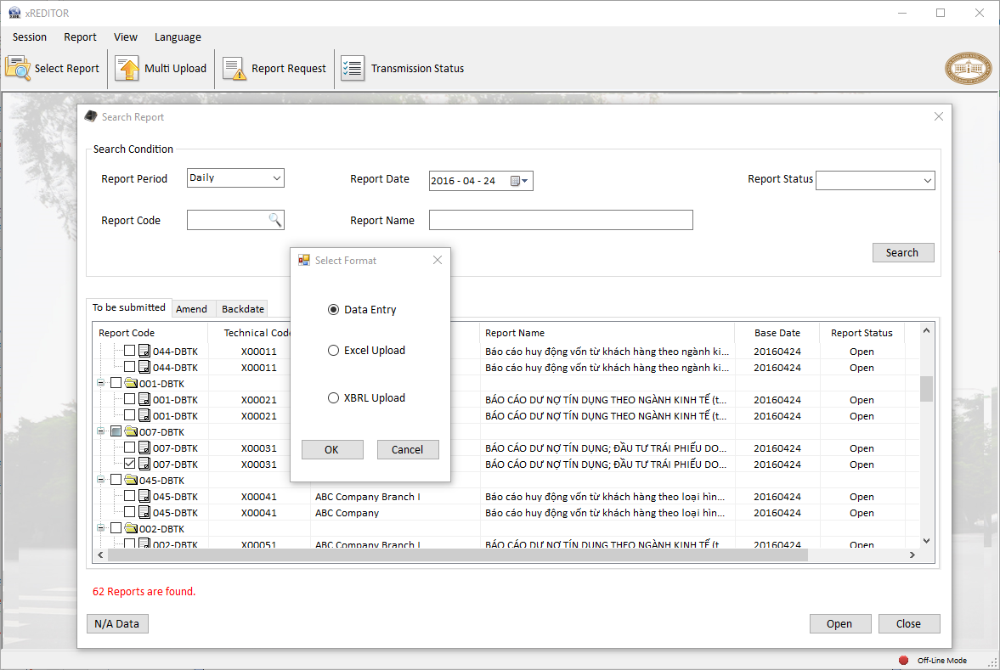 xREDITOR
Session Report View Language
Select Report Multi Upload Report Request Transmission Status
Search Report
Search Condition
Report Period Daily Report Date 2016 - 04 - 24 Report Status
Report Code Report Name
Search
Select Format
Data Entry
Excel Upload
XBRL Upload
OK Cancel
To be submitted Amend Backdate
Report Code Technical Code Report Name Base Date Report Status
044-DBTK X00011 Báo cáo huy động vốn từ khách hàng theo ngành ki... 20160424 Open
044-DBTK X00011 Báo cáo huy động vốn từ khách hàng theo ngành ki... 20160424 Open
001-DBTK
001-DBTK X00021 BÁO CÁO DƯ NỢ TÍN DỤNG THEO NGÀNH KINH TẾ (t... 20160424 Open
001-DBTK X00021 BÁO CÁO DƯ NỢ TÍN DỤNG THEO NGÀNH KINH TẾ (t... 20160424 Open
007-DBTK
007-DBTK X00031 BÁO CÁO DƯ NỢ TÍN DỤNG; ĐẦU TƯ TRÁI PHIẾU DO... 20160424 Open
007-DBTK X00031 BÁO CÁO DƯ NỢ TÍN DỤNG; ĐẦU TƯ TRÁI PHIẾU DO... 20160424 Open
045-DBTK
045-DBTK X00041 ABC Company Branch I Báo cáo huy động vốn từ khách hàng theo loại hìn... 20160424 Open
045-DBTK X00041 ABC Company Báo cáo huy động vốn từ khách hàng theo loại hìn... 20160424 Open
002-DBTK
002-DBTK X00051 ABC Company Branch I BÁO CÁO DƯ NỢ TÍN DỤNG THEO NGÀNH KINH TẾ (t 20160424 Open
62 Reports are found.
N/A Data Open Close
Off-Line Mode